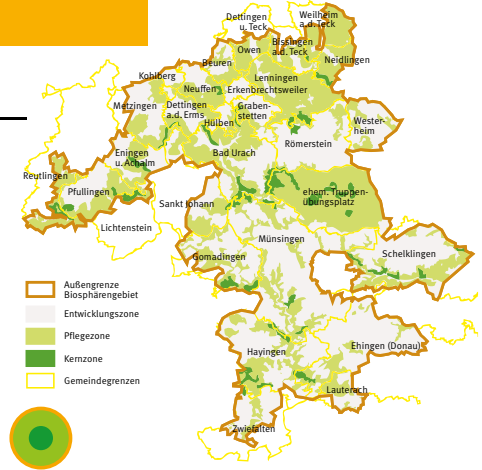 Dettingen
u. Teck
Weilheim
a.d. Teck
Bissingen
a.d. Teck
Owen
Neidlingen
Beuren
Kohlberg
Lenningen
Neuffen
Erkenbrechtsweiler
Metzingen
Dettingen
a.d. Erms
Graben-
stetten
Hülben
Wester-
heim
Römerstein
Eningen
u. Achalm
Bad Urach
Reutlingen
Pfullingen
ehem. Truppen-
übungsplatz
Sankt Johann
Lichtenstein
Münsingen
Gomadingen
Schelklingen
Außengrenze
Biosphärengebiet
Entwicklungszone
Pflegezone
Kernzone
Gemeindegrenzen
Hayingen
Ehingen (Donau)
Lauterach
Zwiefalten